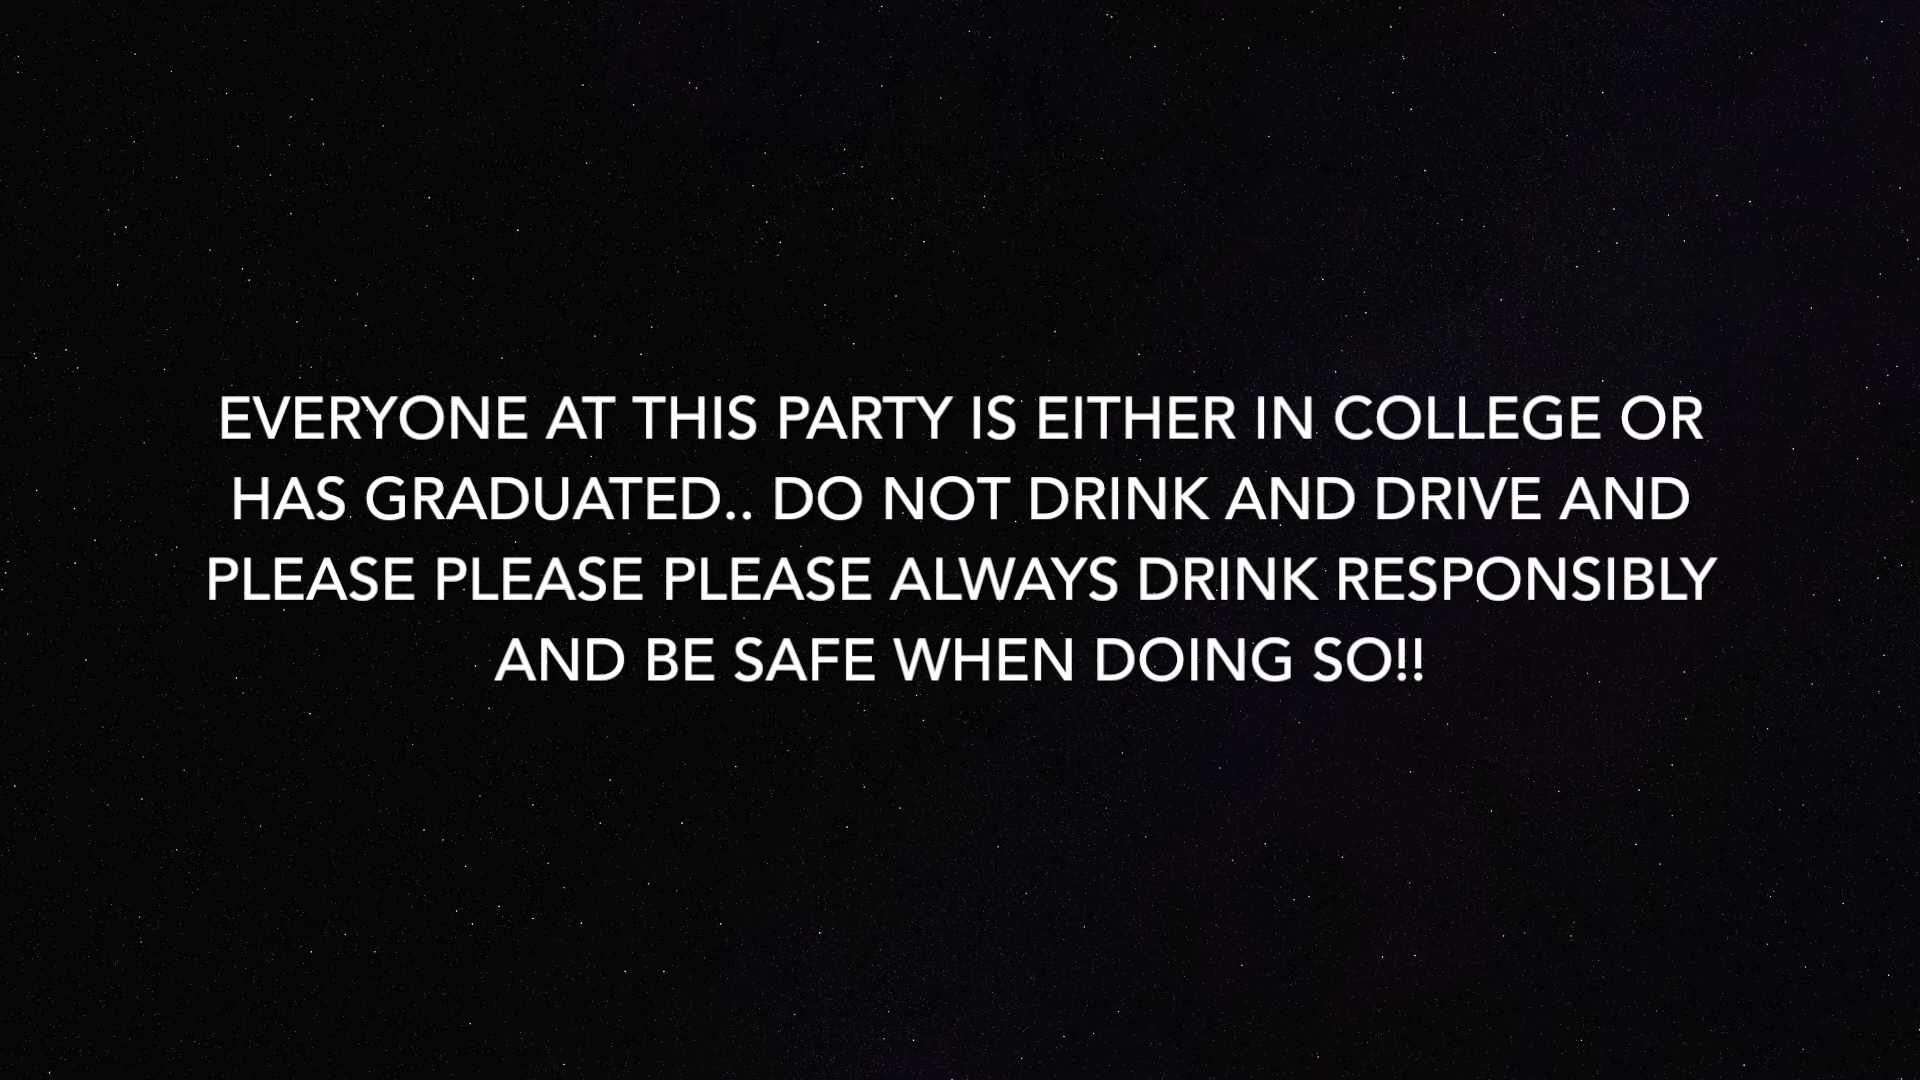 EVERYONE AT THIS PARTY IS EITHER IN COLLEGE OR
HAS GRADUATED.. DO NOT DRINK AND DRIVE AND
PLEASE PLEASE PLEASE ALWAYS DRINK RESPONSIBLY
AND BE SAFE WHEN DOING SO!!